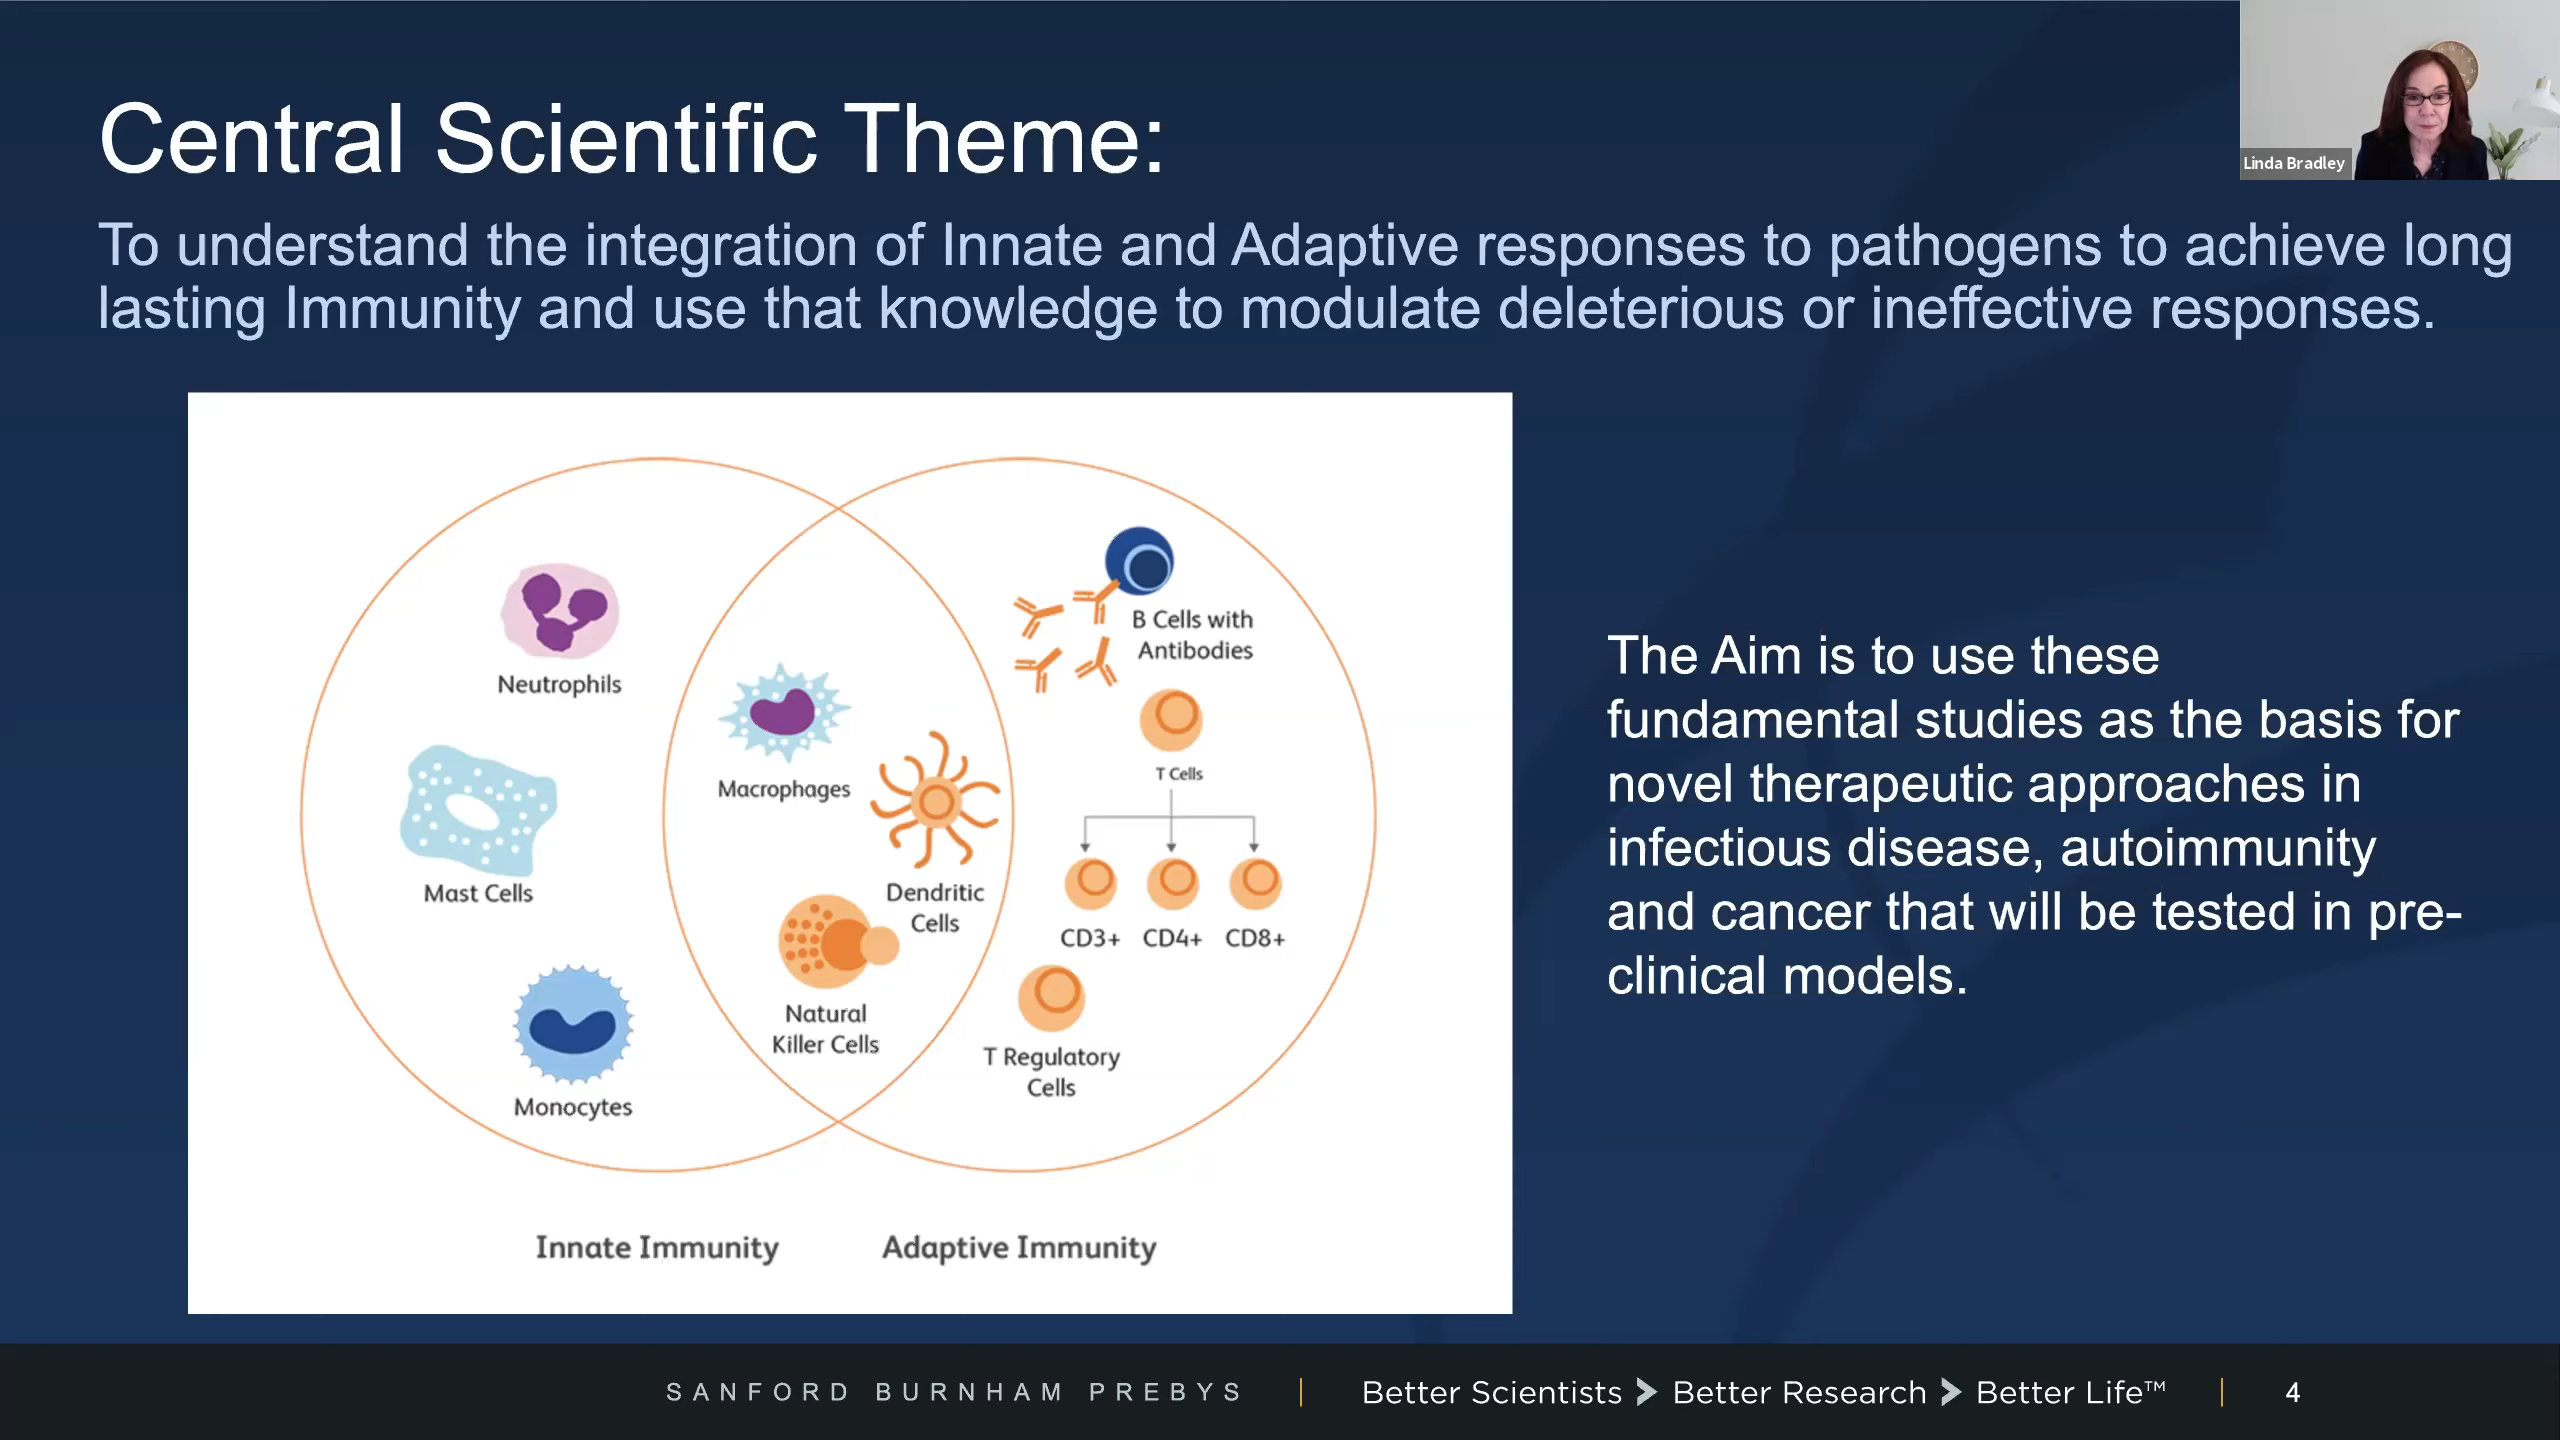 Central Scientific Theme:
Linda Bradley
To understand the integration of Innate and Adaptive responses to pathogens to achieve long
lasting Immunity and use that knowledge to modulate deleterious or ineffective responses.
Neutrophils
Mast Cells
Monocytes
Macrophages
Dendritic
Cells
Natural
Killer Cells
B Cells with
Antibodies
T Cells
CD3+ CD4+ CD8+
T Regulatory
Cells
Innate Immunity
Adaptive Immunity
The Aim is to use these
fundamental studies as the basis for
novel therapeutic approaches in
infectious disease, autoimmunity
and cancer that will be tested in pre-
clinical models.
SANFORD BURNHAM PREBYS | Better Scientists > Better Research > Better Life™ | 4